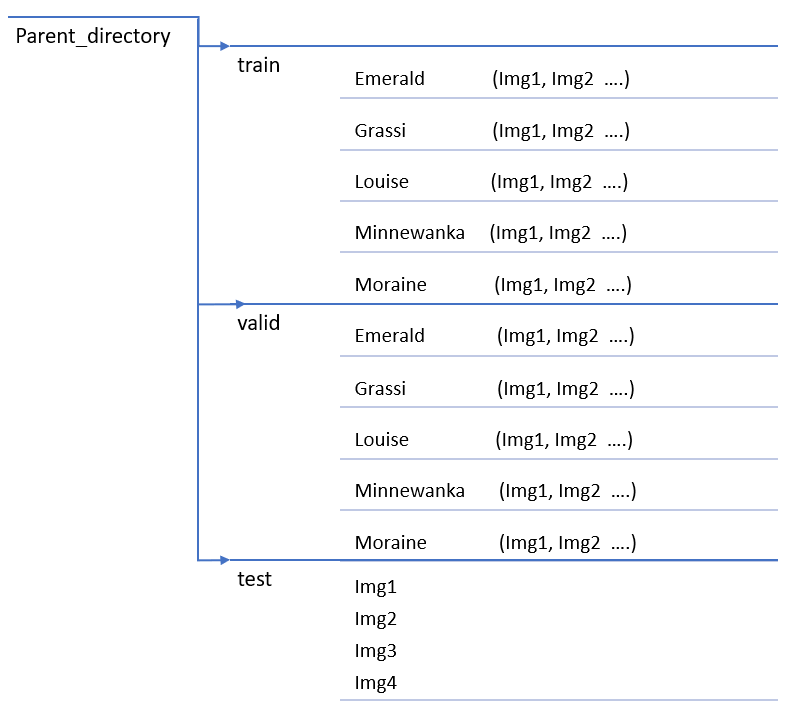 Parent_directory
train
Emerald (Img1, Img2 ....)
Grassi (Img1, Img2 ....)
Louise (Img1, Img2 ....)
Minnewanka (Img1, Img2 ....)
Moraine (Img1, Img2 ....)
valid
Emerald (Img1, Img2 ....)
Grassi (Img1, Img2 ....)
Louise (Img1, Img2 ....)
Minnewanka (Img1, Img2 ....)
Moraine (Img1, Img2 ....)
test
Img1
Img2
Img3
Img4